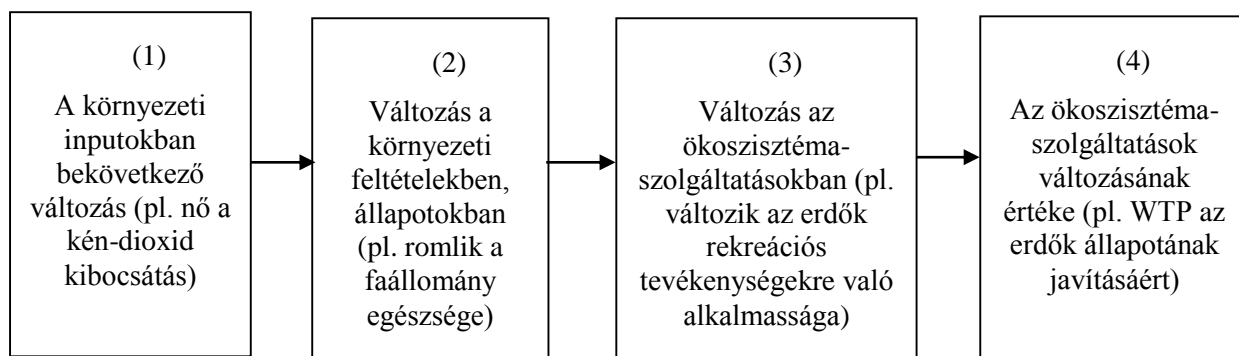 (1)
A környezeti
inputokban
bekövetkező
változás (pl. nő a
kén-dioxid
kibocsátás)
(2)
Változás a
környezeti
feltételekben,
állapotokban
(pl. romlik a
faállomány
egészsége)
(3)
Változás az
ökoszisztéma-
szolgáltatásokban (pl.
változik az erdők
rekreációs
tevékenységekre való
alkalmassága)
(4)
Az ökoszisztéma-
szolgáltatások
változásának
értéke (pl. WTP az
erdők állapotának
javításáért)